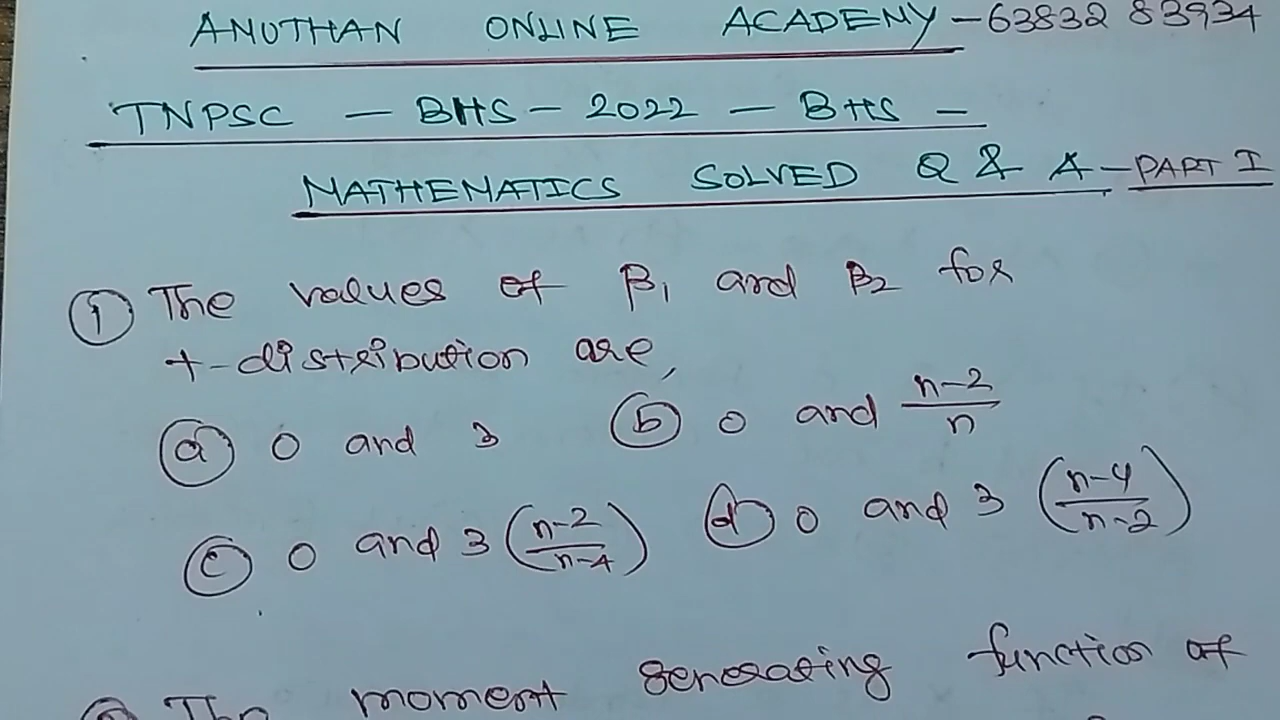 AMUTHAN ONLINE ACADEMY - 63832 83934
TNPSC - BHS - 2022 - BHS -
MATHEMATICS SOLVED Q & A - PART I
① The values of β₁ and β₂ for
t-distribution are,
ⓐ 0 and 3 ⓑ 0 and (n-2)/n
ⓒ 0 and 3 ((n-2)/(n-4)) ⓓ 0 and 3 ((n-4)/(n-2))
The moment generating function of